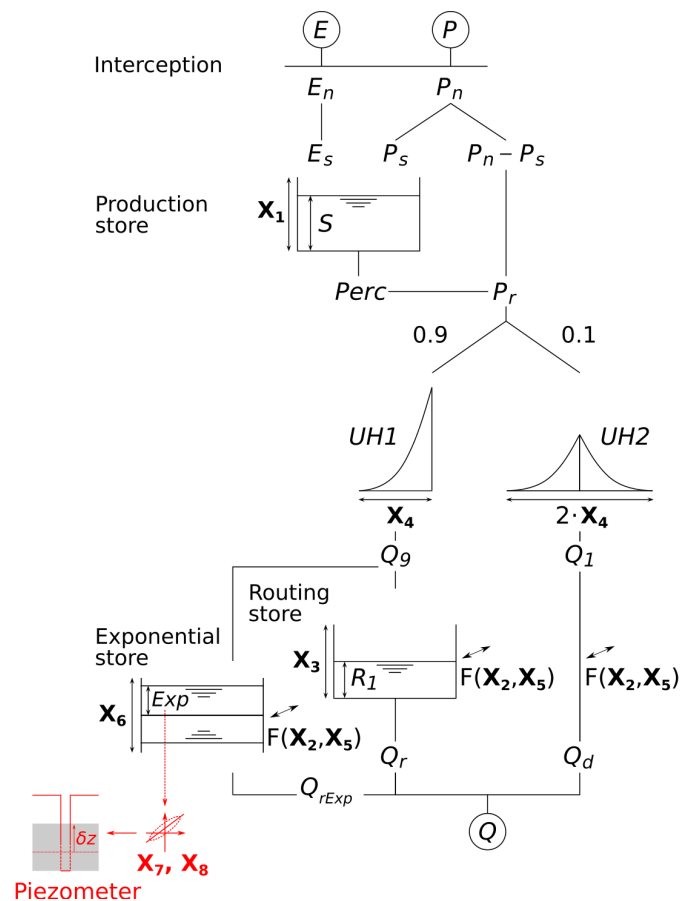 E P
Interception
En Pn
Es Ps Pn – Ps
Production
store
X1 S
Perc Pr
0.9 0.1
UH1 UH2
X4 2·X4
Q9 Q1
Routing
store
Exponential
store
X3 R1 F(X2,X5) F(X2,X5)
X6 Exp
F(X2,X5)
Qr Qd
QrExp
Q
δz
X7, X8
Piezometer